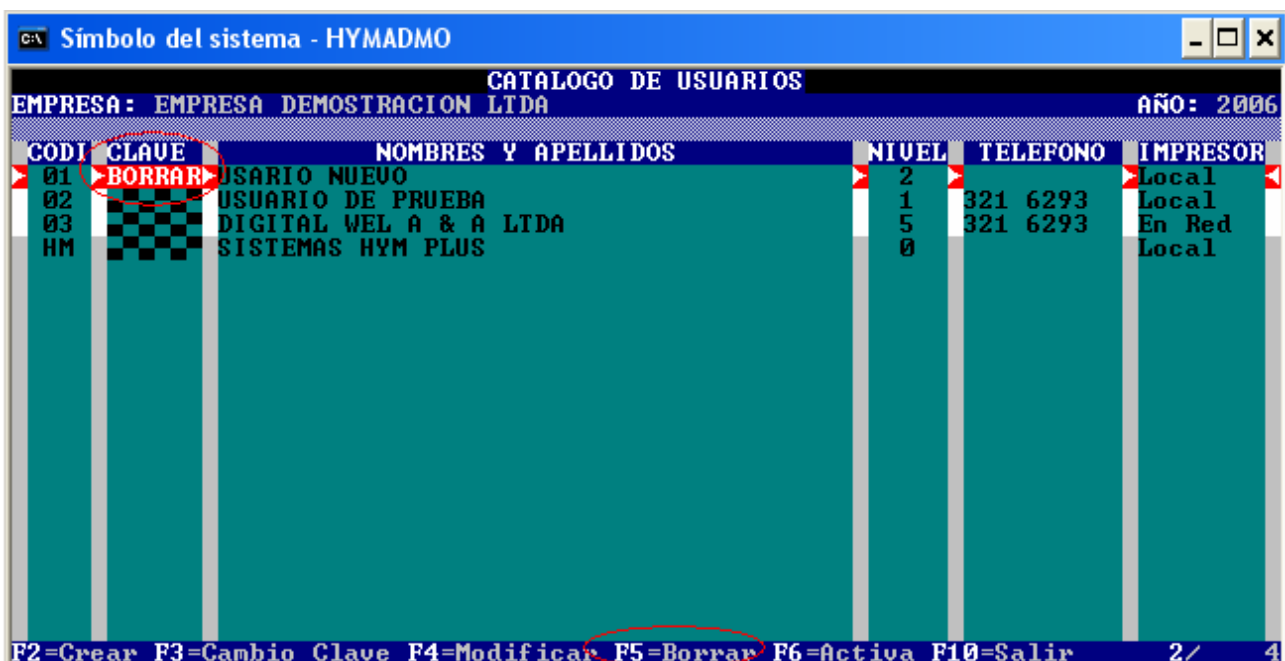 Símbolo del sistema - HYMADMO
CATALOGO DE USUARIOS
EMPRESA: EMPRESA DEMOSTRACION LTDA AÑO: 2006
CODI CLAVE NOMBRES Y APELLIDOS NIVEL TELEFONO IMPRESOR
01 BORRAR USARIO NUEVO 2 Local
02 USUARIO DE PRUEBA 1 321 6293 Local
03 DIGITAL WEL A & A LTDA 5 321 6293 En Red
HM SISTEMAS HYM PLUS 0 Local
F2=Crear F3=Cambio Clave F4=Modificar F5=Borrar F6=Activa F10=Salir 2/ 4